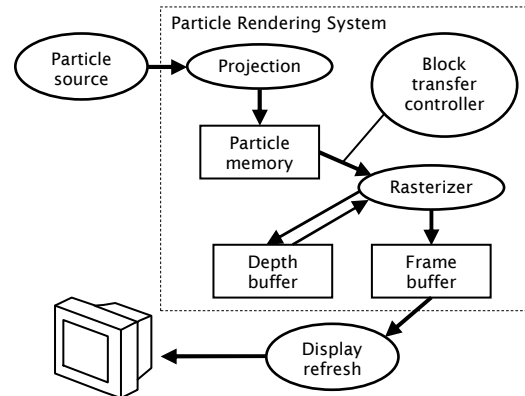 Particle Rendering System
Particle
source
Projection
Block
transfer
controller
Particle
memory
Rasterizer
Depth
buffer
Frame
buffer
Display
refresh